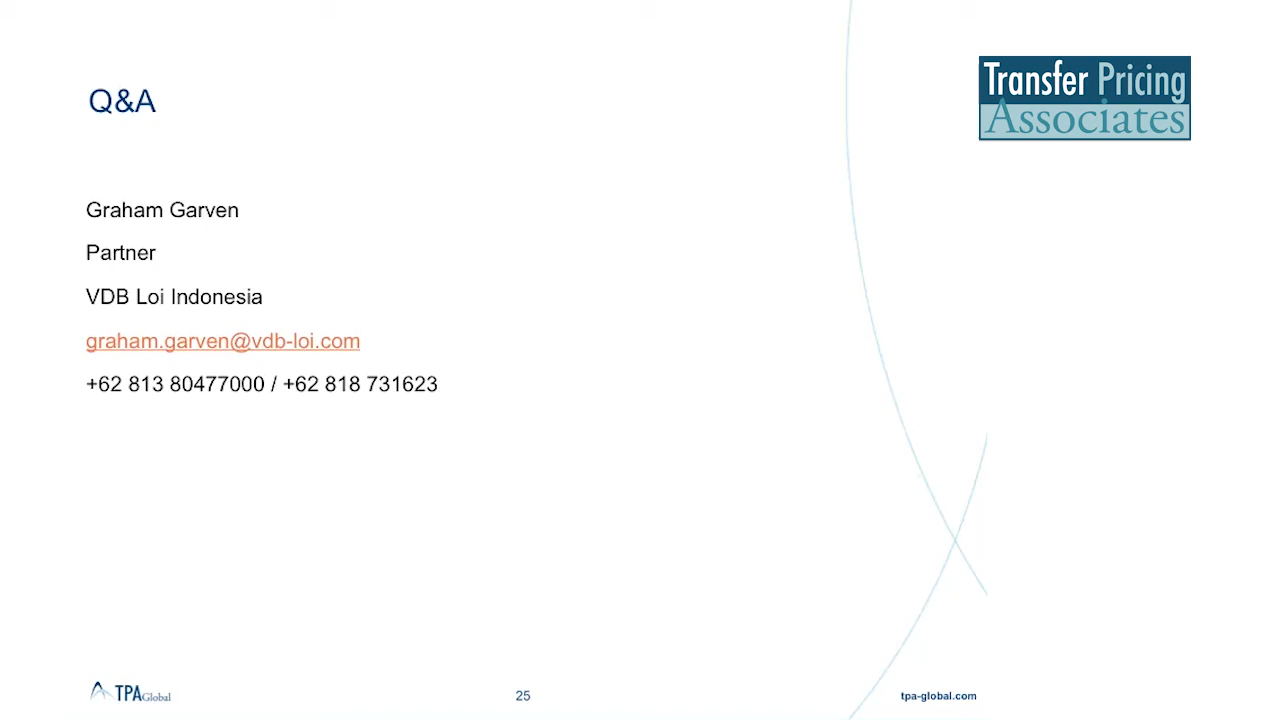 Transfer Pricing
Associates
Q&A
Graham Garven
Partner
VDB Loi Indonesia
graham.garven@vdb-loi.com
+62 813 80477000 / +62 818 731623
TPA Global
25
tpa-global.com